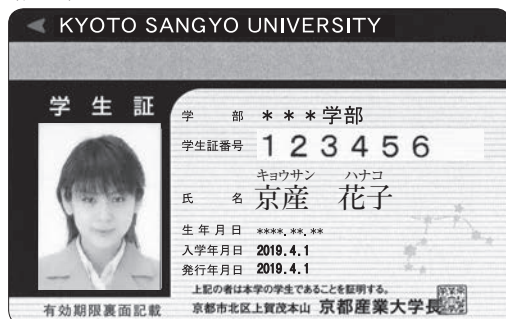 KYOTO SANGYO UNIVERSITY
学生証
学部 ＊＊＊学部
学生証番号 123456
キョウサン ハナコ
氏名 京産 花子
生年月日 ****.**.**
入学年月日 2019.4.1
発行年月日 2019.4.1
上記の者は本学の学生であることを証明する。
京都市北区上賀茂本山 京都産業大学長
有効期限裏面記載